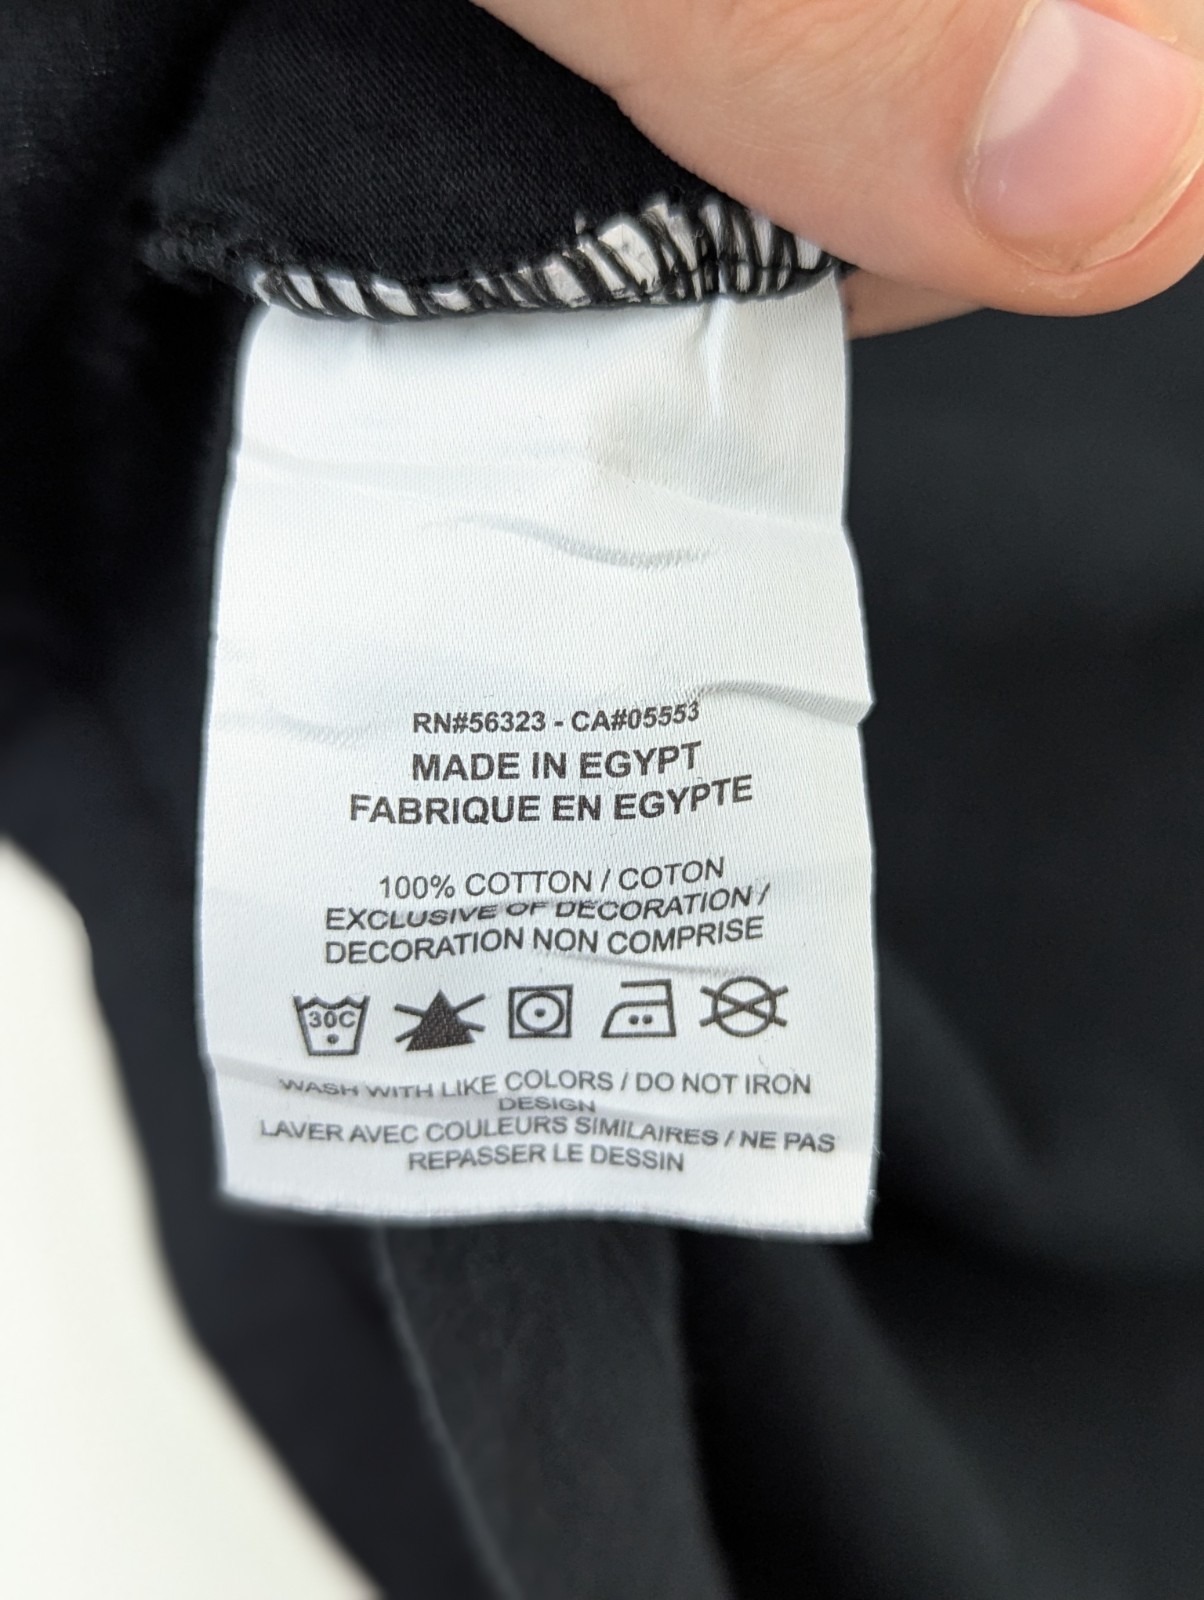 RN#56323 - CA#05553
MADE IN EGYPT
FABRIQUE EN EGYPTE
100% COTTON / COTON
EXCLUSIVE OF DECORATION /
DECORATION NON COMPRISE
30C
WASH WITH LIKE COLORS / DO NOT IRON
DESIGN
LAVER AVEC COULEURS SIMILAIRES / NE PAS
REPASSER LE DESSIN